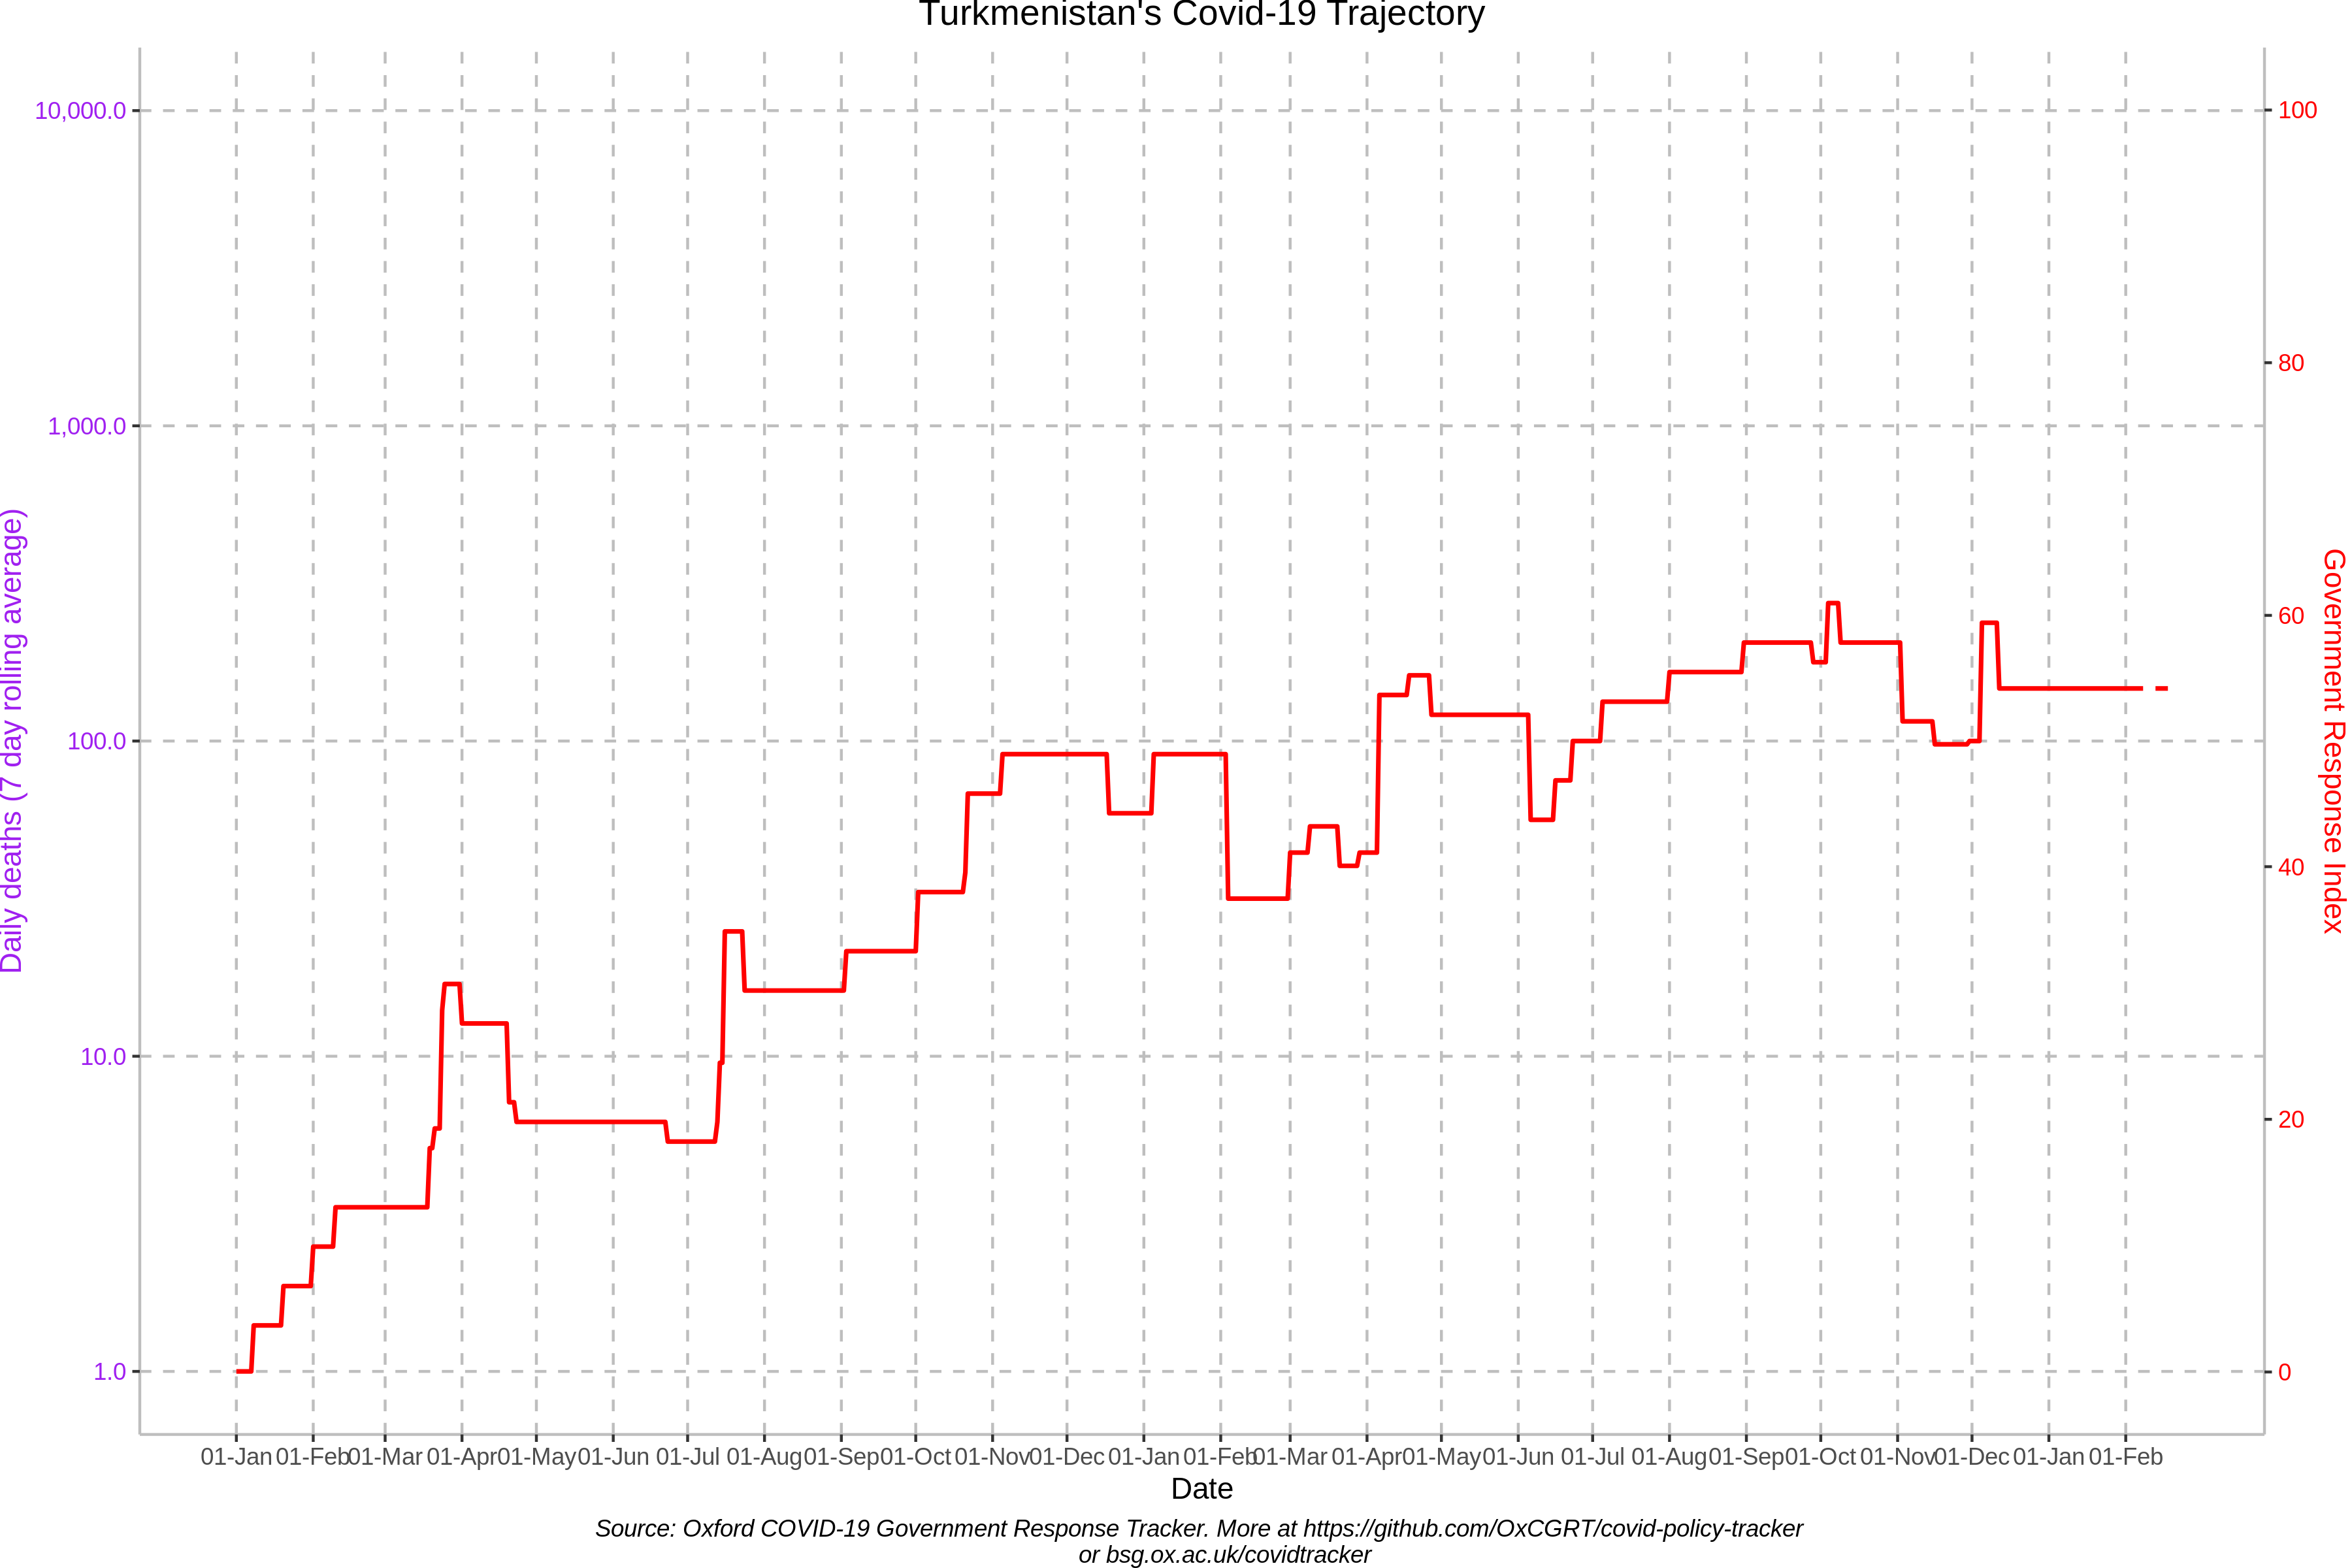 Turkmenistan's Covid-19 Trajectory
10,000.0
1,000.0
100.0
10.0
1.0
Daily deaths (7 day rolling average)
100
80
60
40
20
0
Government Response Index
01-Jan 01-Feb 01-Mar 01-Apr 01-May 01-Jun 01-Jul 01-Aug 01-Sep 01-Oct 01-Nov 01-Dec 01-Jan 01-Feb 01-Mar 01-Apr 01-May 01-Jun 01-Jul 01-Aug 01-Sep 01-Oct 01-Nov 01-Dec 01-Jan 01-Feb
Date
Source: Oxford COVID-19 Government Response Tracker. More at https://github.com/OxCGRT/covid-policy-tracker
or bsg.ox.ac.uk/covidtracker